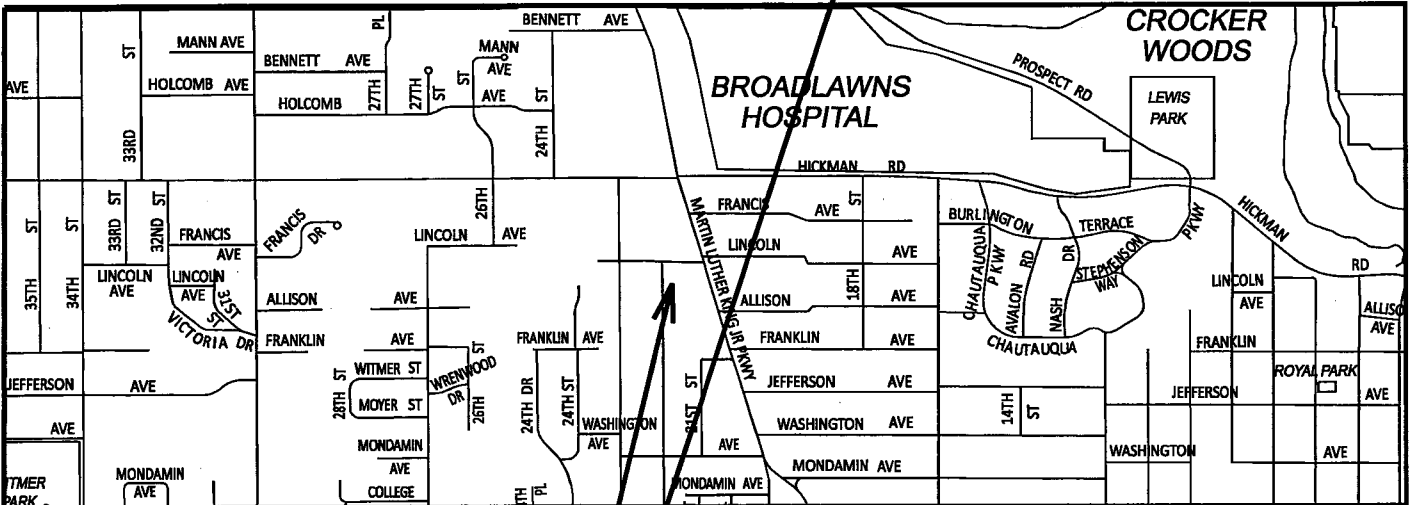 BENNETT AVE
CROCKER
WOODS
PL
ST
MANN AVE
MANN
AVE
BENNETT AVE
PROSPECT RD
AVE
HOLCOMB AVE
27TH
27TH
ST
ST
AVE
ST
BROADLAWNS
HOSPITAL
LEWIS
PARK
HOLCOMB
33RD
24TH
HICKMAN RD
ST
ST
ST
ST
33RD
32ND
26TH
MARTIN LUTHER KING JR PKWY
FRANCIS AVE
ST
HICKMAN
RD
35TH
34TH
FRANCIS
AVE
FRANCIS
DR
LINCOLN AVE
LINCOLN AVE
18TH
BURLINGTON TERRACE
PKWY
CHAUTAUQUA
PKWY
AVALON
RD
NASH
DR
STEPHENSON
WAY
LINCOLN
AVE
LINCOLN
AVE
31ST
ST
VICTORIA DR
LINCOLN
AVE
ALLISON AVE
ALLISON AVE
AVE
FRANKLIN AVE
FRANKLIN AVE
FRANKLIN AVE
CHAUTAUQUA
FRANKLIN
JEFFERSON AVE
28TH
ST
WITMER ST
MOYER ST
WRENWOOD
DR
ST
26TH
24TH DR
24TH ST
21ST
ST
JEFFERSON AVE
14TH
ST
JEFFERSON AVE
ROYAL PARK
AVE
WASHINGTON
AVE
AVE
WASHINGTON AVE
WASHINGTON AVE
MONDAMIN
AVE
MONDAMIN
AVE
MONDAMIN AVE
MONDAMIN AVE
COLLEGE
PL
PARK